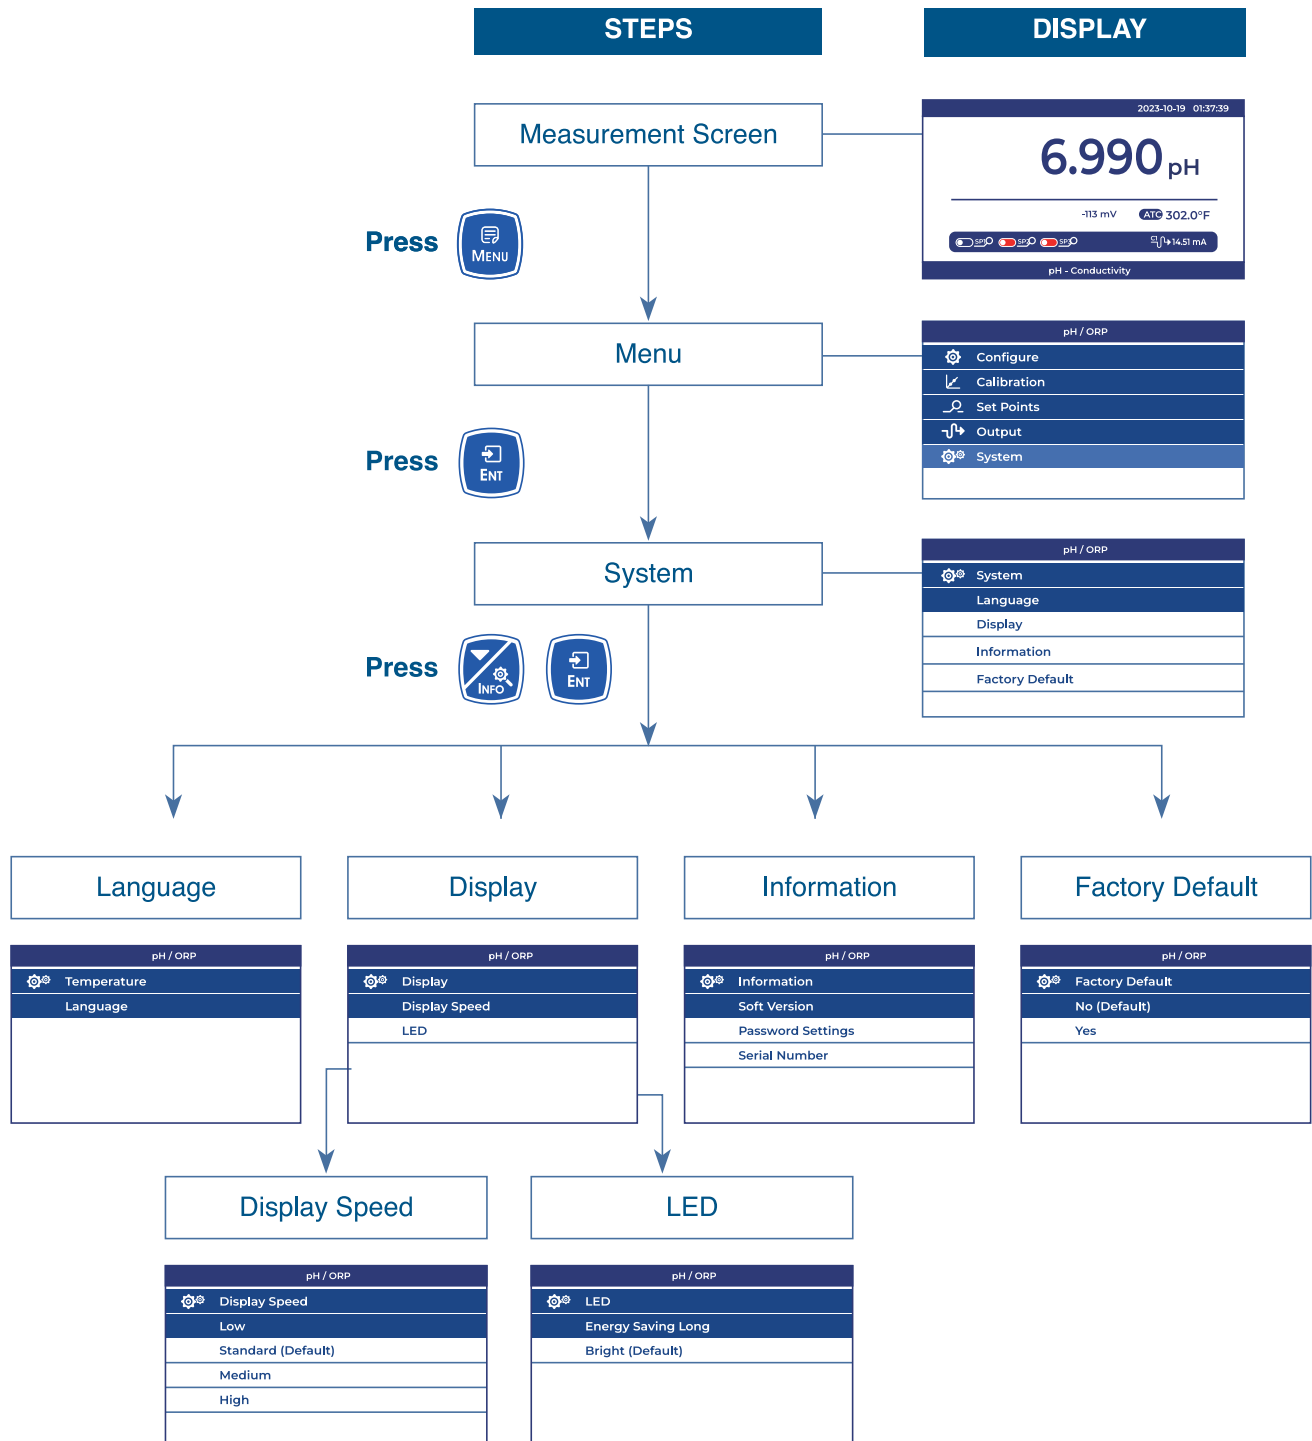 STEPS
DISPLAY
Measurement Screen
2023-10-19 01:37:39
6.990 pH
-113 mV ATC 302.0°F
SP1 SP2 SP3 14.51 mA
pH - Conductivity
Press MENU
Menu
pH / ORP
Configure
Calibration
Set Points
Output
System
Press ENT
System
pH / ORP
System
Language
Display
Information
Factory Default
Press INFO ENT
Language
Display
Information
Factory Default
pH / ORP
Temperature
Language
pH / ORP
Display
Display Speed
LED
pH / ORP
Information
Soft Version
Password Settings
Serial Number
pH / ORP
Factory Default
No (Default)
Yes
Display Speed
LED
pH / ORP
Display Speed
Low
Standard (Default)
Medium
High
pH / ORP
LED
Energy Saving Long
Bright (Default)